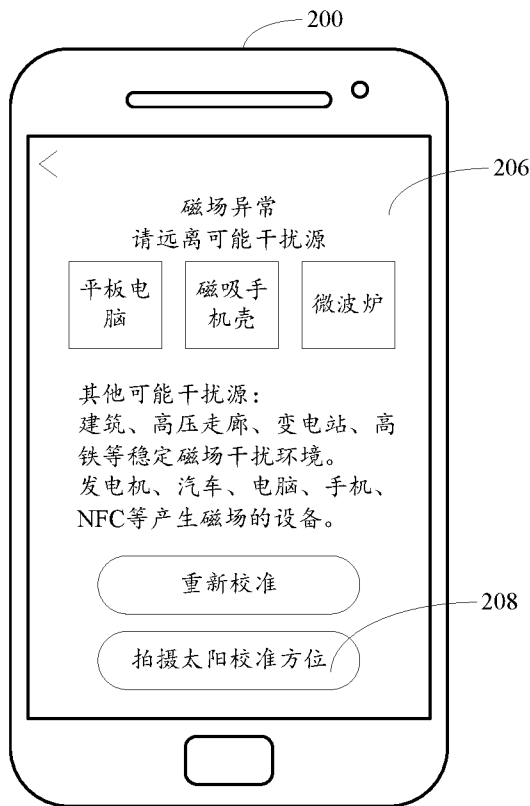 200
206
磁场异常
请远离可能干扰源
平板电
脑
磁吸手
机壳
微波炉
其他可能干扰源：
建筑、高压走廊、变电站、高
铁等稳定磁场干扰环境。
发电机、汽车、电脑、手机、
NFC等产生磁场的设备。
重新校准
208
拍摄太阳校准方位